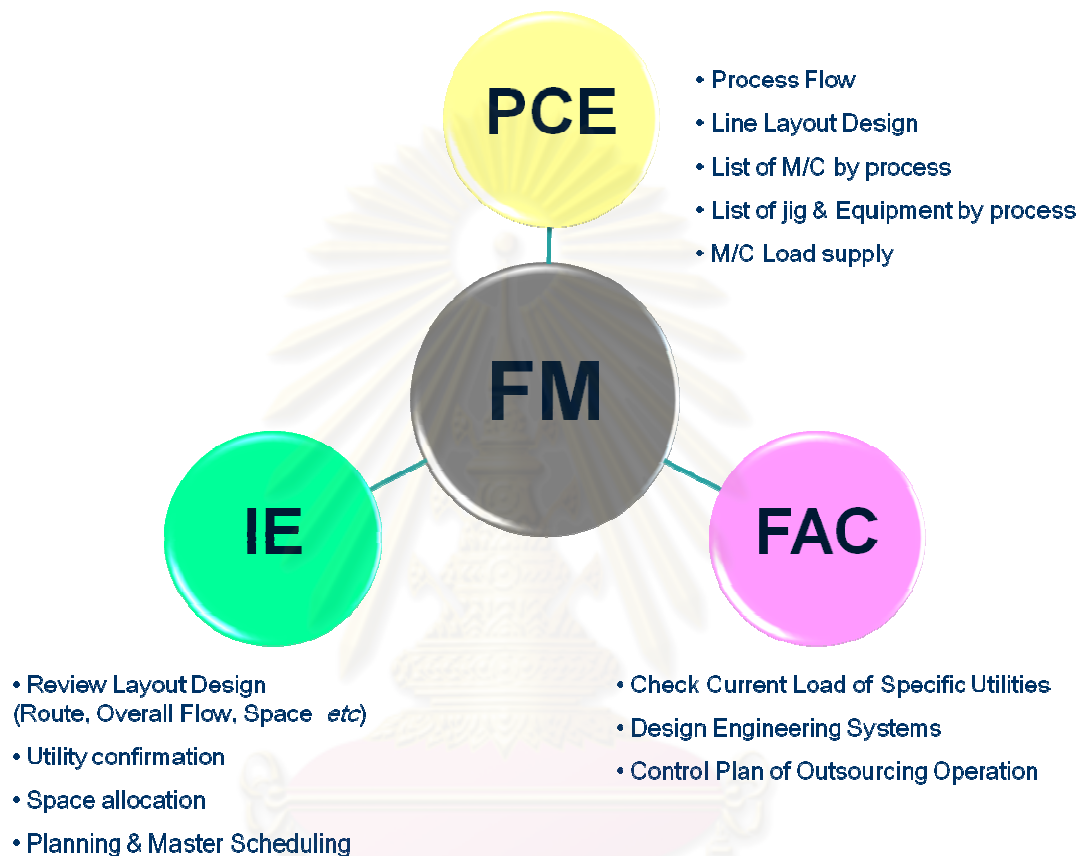 PCE
• Process Flow
• Line Layout Design
• List of M/C by process
• List of jig & Equipment by process
• M/C Load supply
FM
IE
FAC
• Review Layout Design
(Route, Overall Flow, Space etc)
• Utility confirmation
• Space allocation
• Planning & Master Scheduling
• Check Current Load of Specific Utilities
• Design Engineering Systems
• Control Plan of Outsourcing Operation